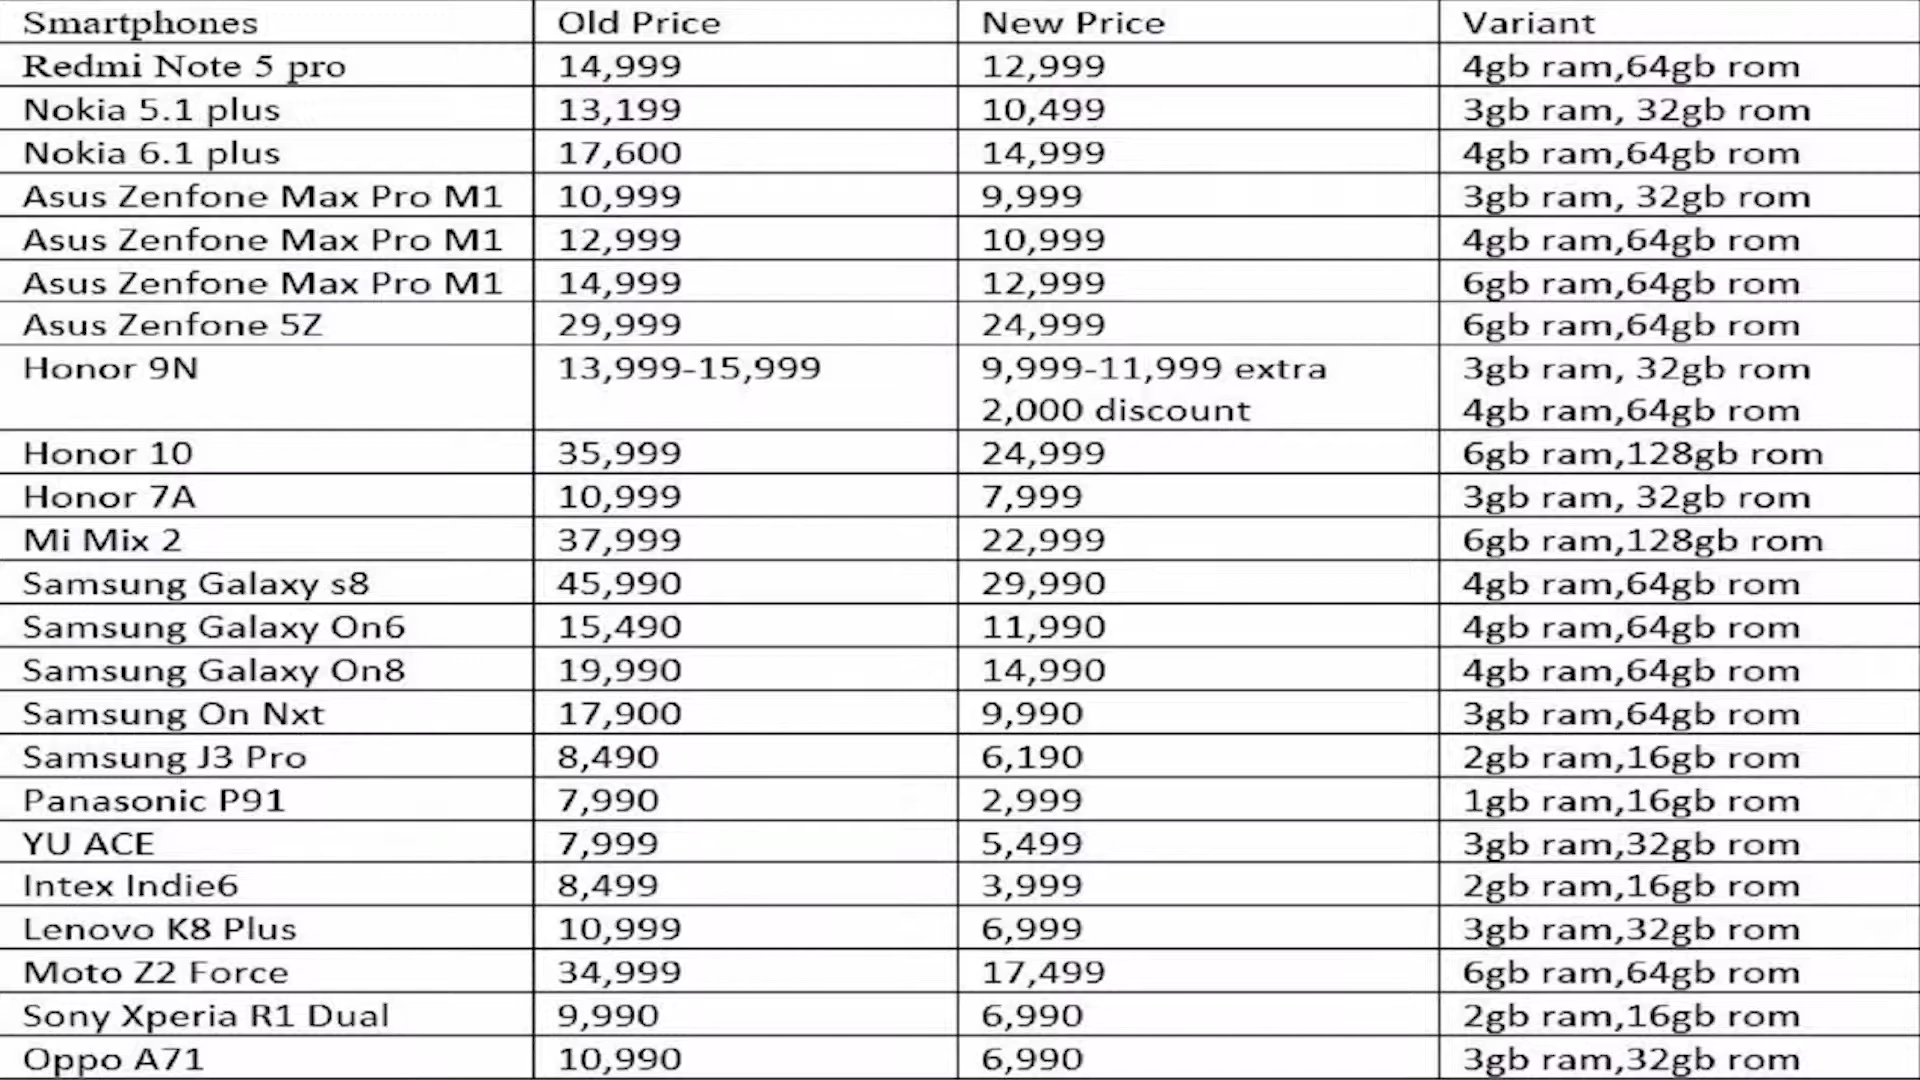 Smartphones Old Price New Price Variant
Redmi Note 5 pro 14,999 12,999 4gb ram,64gb rom
Nokia 5.1 plus 13,199 10,499 3gb ram, 32gb rom
Nokia 6.1 plus 17,600 14,999 4gb ram,64gb rom
Asus Zenfone Max Pro M1 10,999 9,999 3gb ram, 32gb rom
Asus Zenfone Max Pro M1 12,999 10,999 4gb ram,64gb rom
Asus Zenfone Max Pro M1 14,999 12,999 6gb ram,64gb rom
Asus Zenfone 5Z 29,999 24,999 6gb ram,64gb rom
Honor 9N 13,999-15,999 9,999-11,999 extra 3gb ram, 32gb rom
2,000 discount 4gb ram,64gb rom
Honor 10 35,999 24,999 6gb ram,128gb rom
Honor 7A 10,999 7,999 3gb ram, 32gb rom
Mi Mix 2 37,999 22,999 6gb ram,128gb rom
Samsung Galaxy s8 45,990 29,990 4gb ram,64gb rom
Samsung Galaxy On6 15,490 11,990 4gb ram,64gb rom
Samsung Galaxy On8 19,990 14,990 4gb ram,64gb rom
Samsung On Nxt 17,900 9,990 3gb ram,64gb rom
Samsung J3 Pro 8,490 6,190 2gb ram,16gb rom
Panasonic P91 7,990 2,999 1gb ram,16gb rom
YU ACE 7,999 5,499 3gb ram,32gb rom
Intex Indie6 8,499 3,999 2gb ram,16gb rom
Lenovo K8 Plus 10,999 6,999 3gb ram,32gb rom
Moto Z2 Force 34,999 17,499 6gb ram,64gb rom
Sony Xperia R1 Dual 9,990 6,990 2gb ram,16gb rom
Oppo A71 10,990 6,990 3gb ram,32gb rom